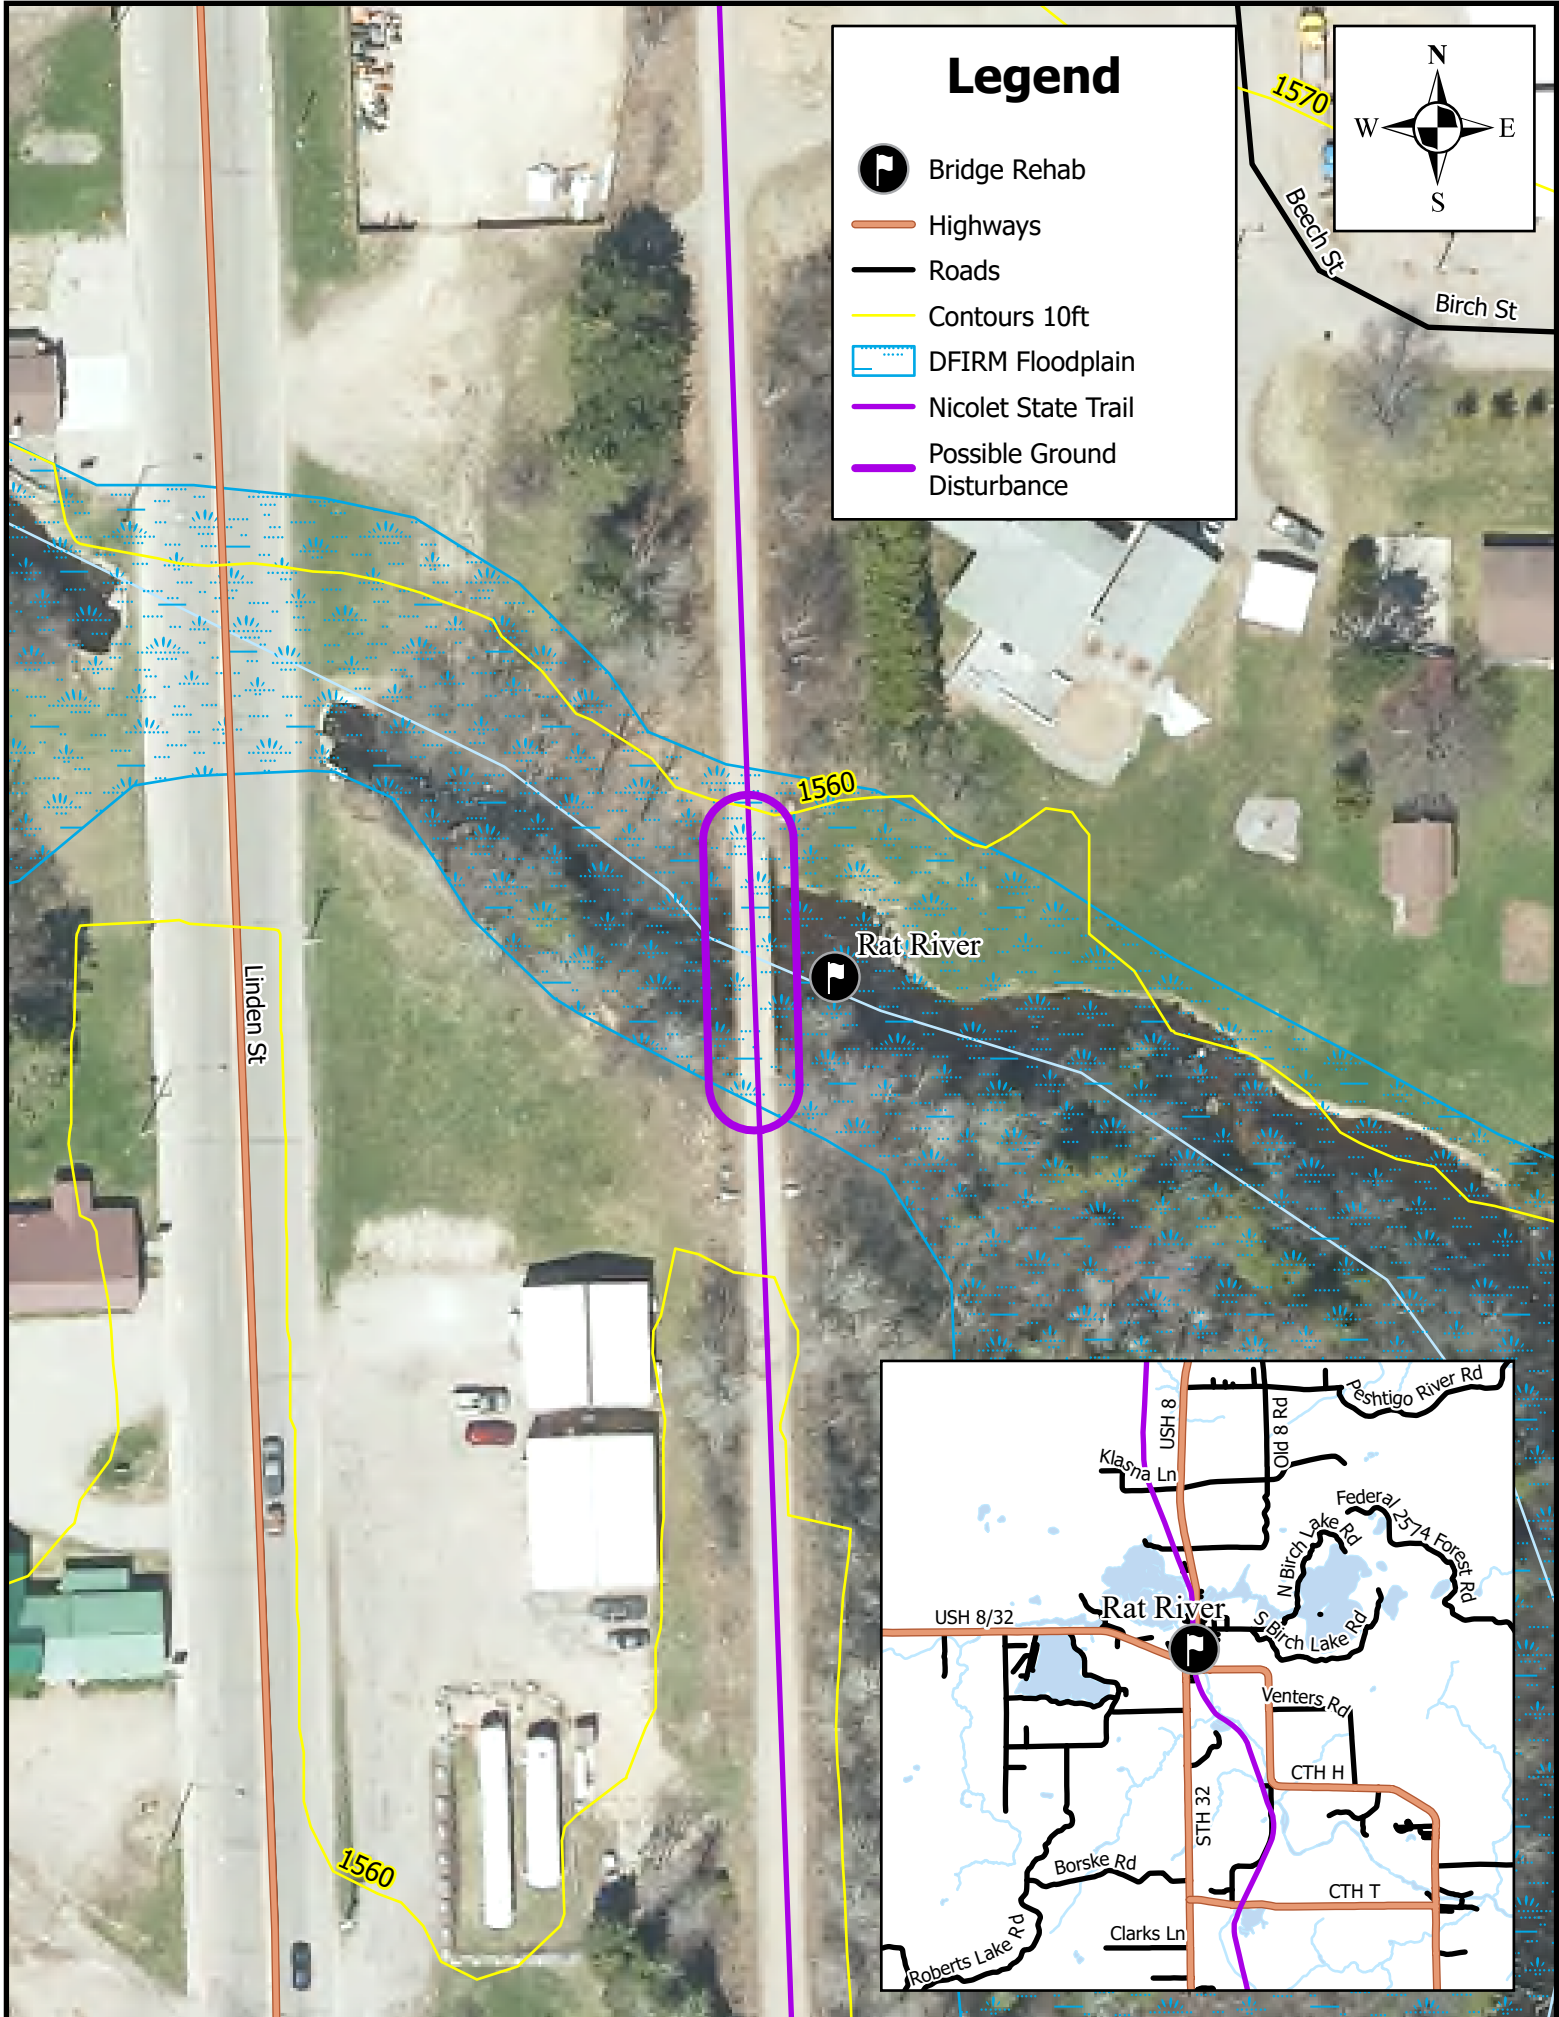 Legend
Bridge Rehab
Highways
Roads
Contours 10ft
DFIRM Floodplain
Nicolet State Trail
Possible Ground
Disturbance
N
W
E
S
1570
Beech St
Birch St
1560
Rat River
Linden St
1560
Peshtigo River Rd
USH 8
Old 8 Rd
Klasna Ln
Federal 2574 Forest Rd
N Birch Lake Rd
Rat River
USH 8/32
S Birch Lake Rd
Venters Rd
CTH H
STH 32
Borske Rd
CTH T
Clarks Ln
Roberts Lake Rd